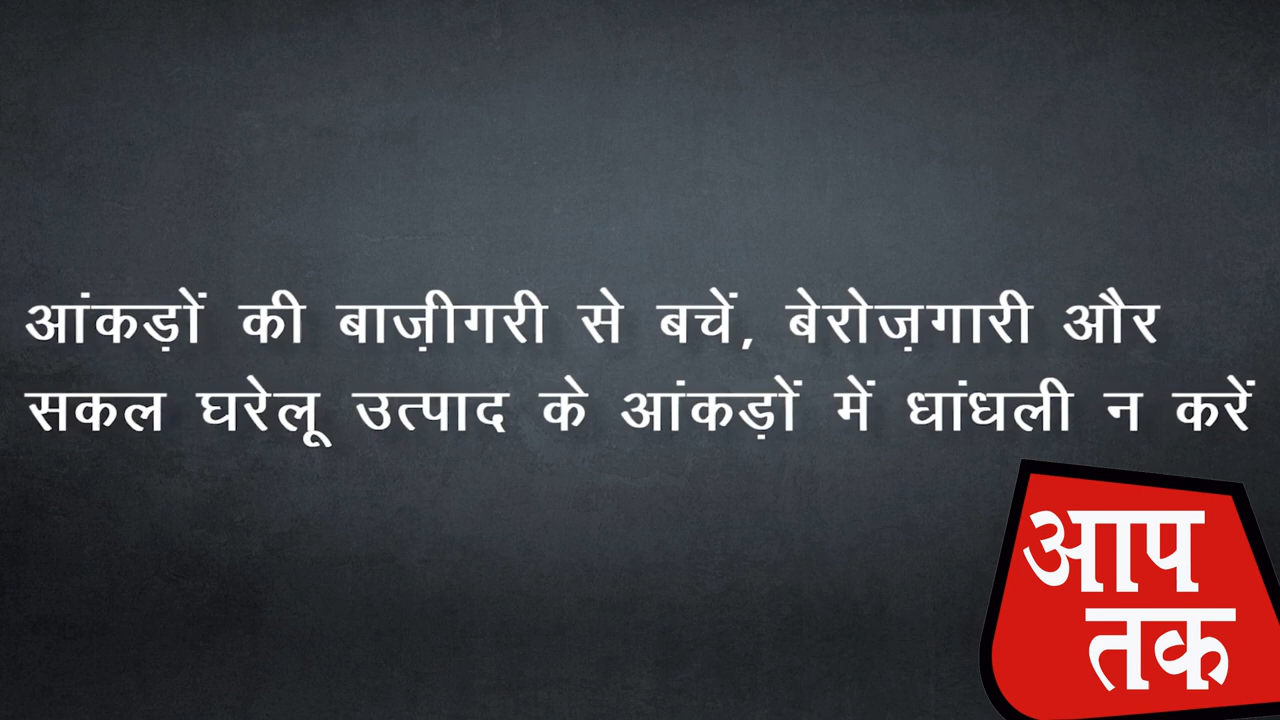 आंकड़ों की बाज़ीगरी से बचें, बेरोज़गारी और
सकल घरेलू उत्पाद के आंकड़ों में धांधली न करें
आप
तक